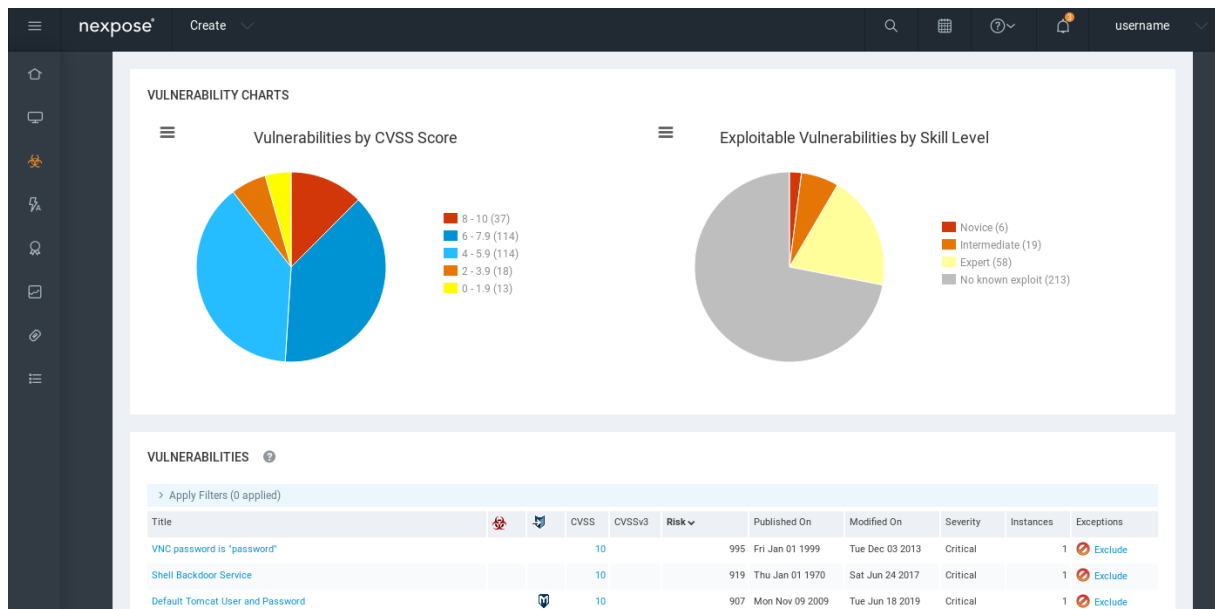 nexpose® Create 3 username
VULNERABILITY CHARTS
Vulnerabilities by CVSS Score
8 - 10 (37)
6 - 7.9 (114)
4 - 5.9 (114)
2 - 3.9 (18)
0 - 1.9 (13)
Exploitable Vulnerabilities by Skill Level
Novice (6)
Intermediate (19)
Expert (58)
No known exploit (213)
VULNERABILITIES ?
> Apply Filters (0 applied)
Title CVSS CVSSv3 Risk Published On Modified On Severity Instances Exceptions
VNC password is "password" 10 995 Fri Jan 01 1999 Tue Dec 03 2013 Critical 1 Exclude
Shell Backdoor Service 10 919 Thu Jan 01 1970 Sat Jun 24 2017 Critical 1 Exclude
Default Tomcat User and Password 10 907 Mon Nov 09 2009 Tue Jun 18 2019 Critical 1 Exclude